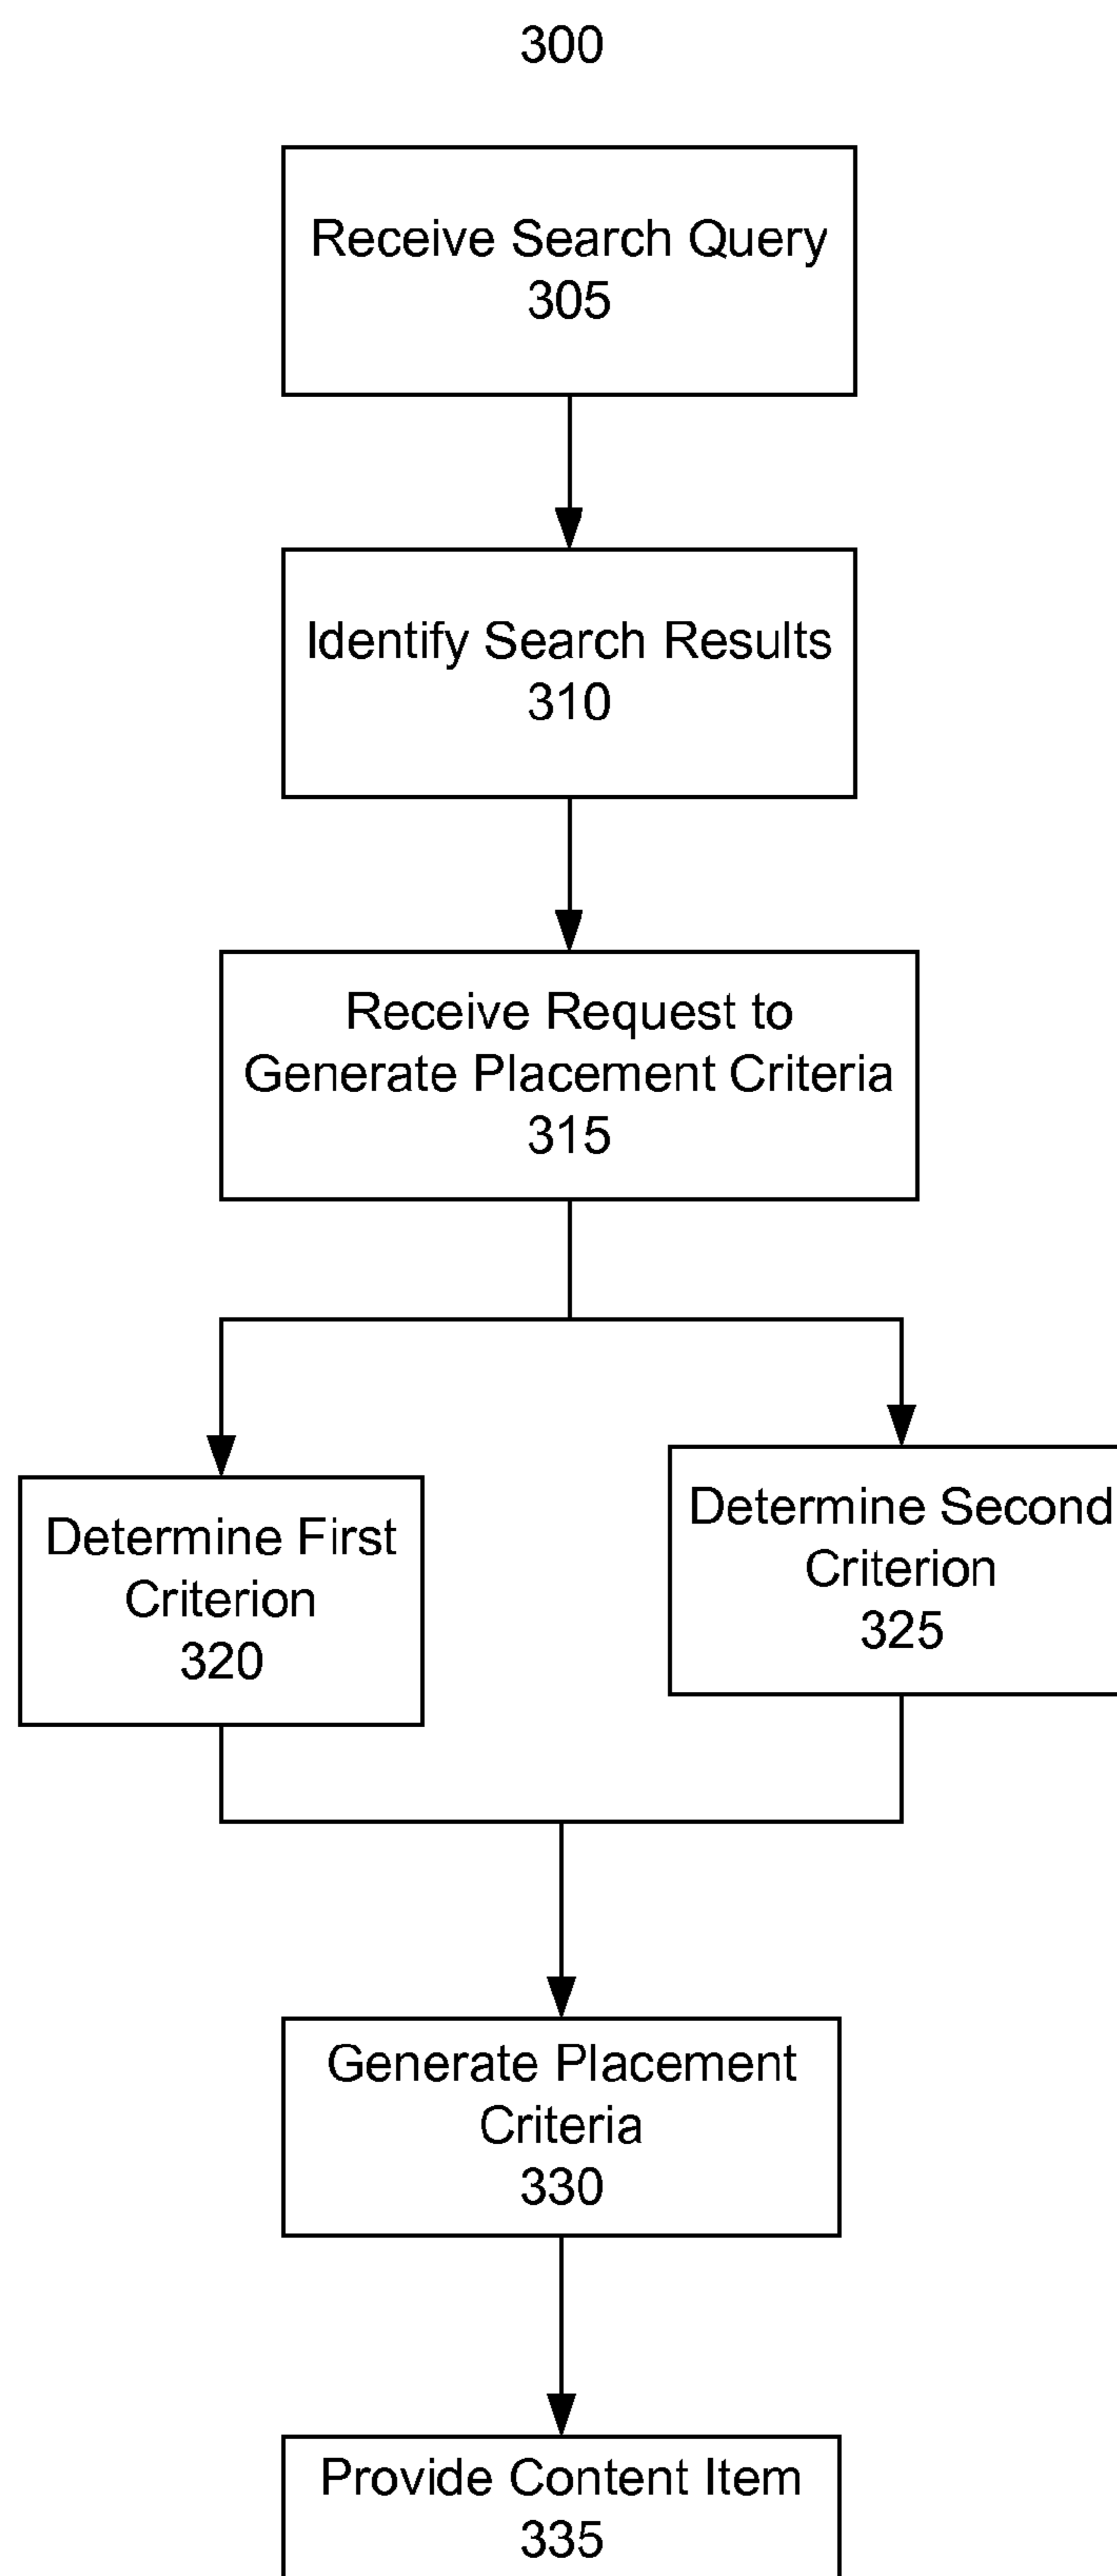 300
Receive Search Query
305
Identify Search Results
310
Receive Request to
Generate Placement Criteria
315
Determine First
Criterion
320
Determine Second
Criterion
325
Generate Placement
Criteria
330
Provide Content Item
335